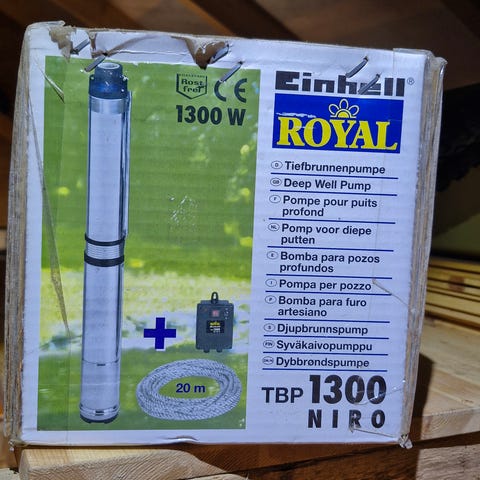 Rost
frei
CE
1300 W
Einhell®
ROYAL
D Tiefbrunnenpumpe
GB Deep Well Pump
F Pompe pour puits
profond
NL Pomp voor diepe
putten
E Bomba para pozos
profundos
I Pompa per pozzo
P Bomba para furo
artesiano
S Djupbrunnspump
FIN Syväkaivopumppu
Dybbrøndspumpe
+
ROYAL
20 m
TBP 1300
NIRO